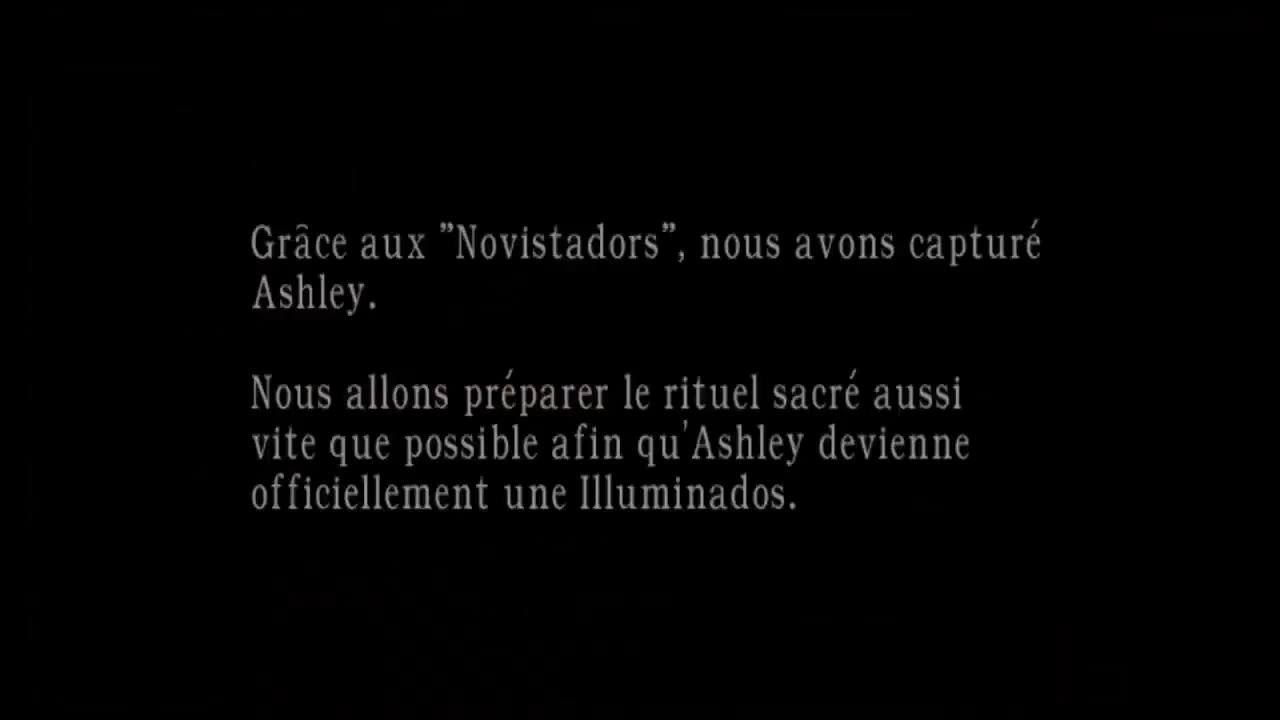 Grâce aux ”Novistadors”, nous avons capturé
Ashley.
Nous allons préparer le rituel sacré aussi
vite que possible afin qu'Ashley devienne
officiellement une Illuminados.